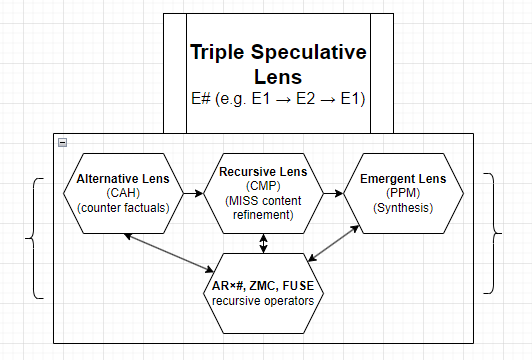 Triple Speculative
Lens
E# (e.g. E1 → E2 → E1)
Alternative Lens
(CAH)
(counter factuals)
Recursive Lens
(CMP)
(MISS content
refinement)
Emergent Lens
(PPM)
(Synthesis)
AR×#, ZMC, FUSE
recursive operators